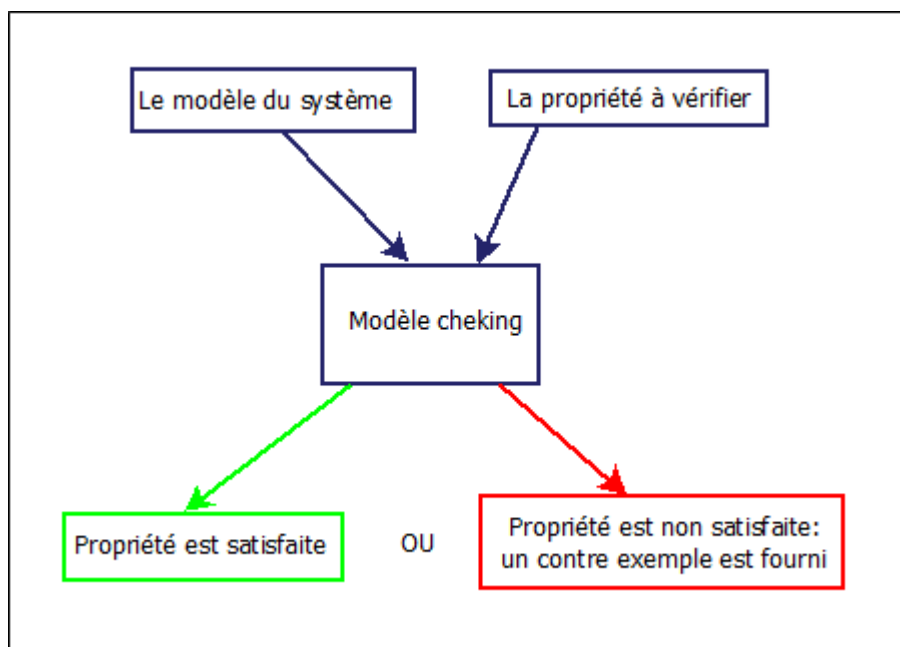 Le modèle du système
La propriété à vérifier
Modèle cheking
Propriété est satisfaite
OU
Propriété est non satisfaite:
un contre exemple est fourni